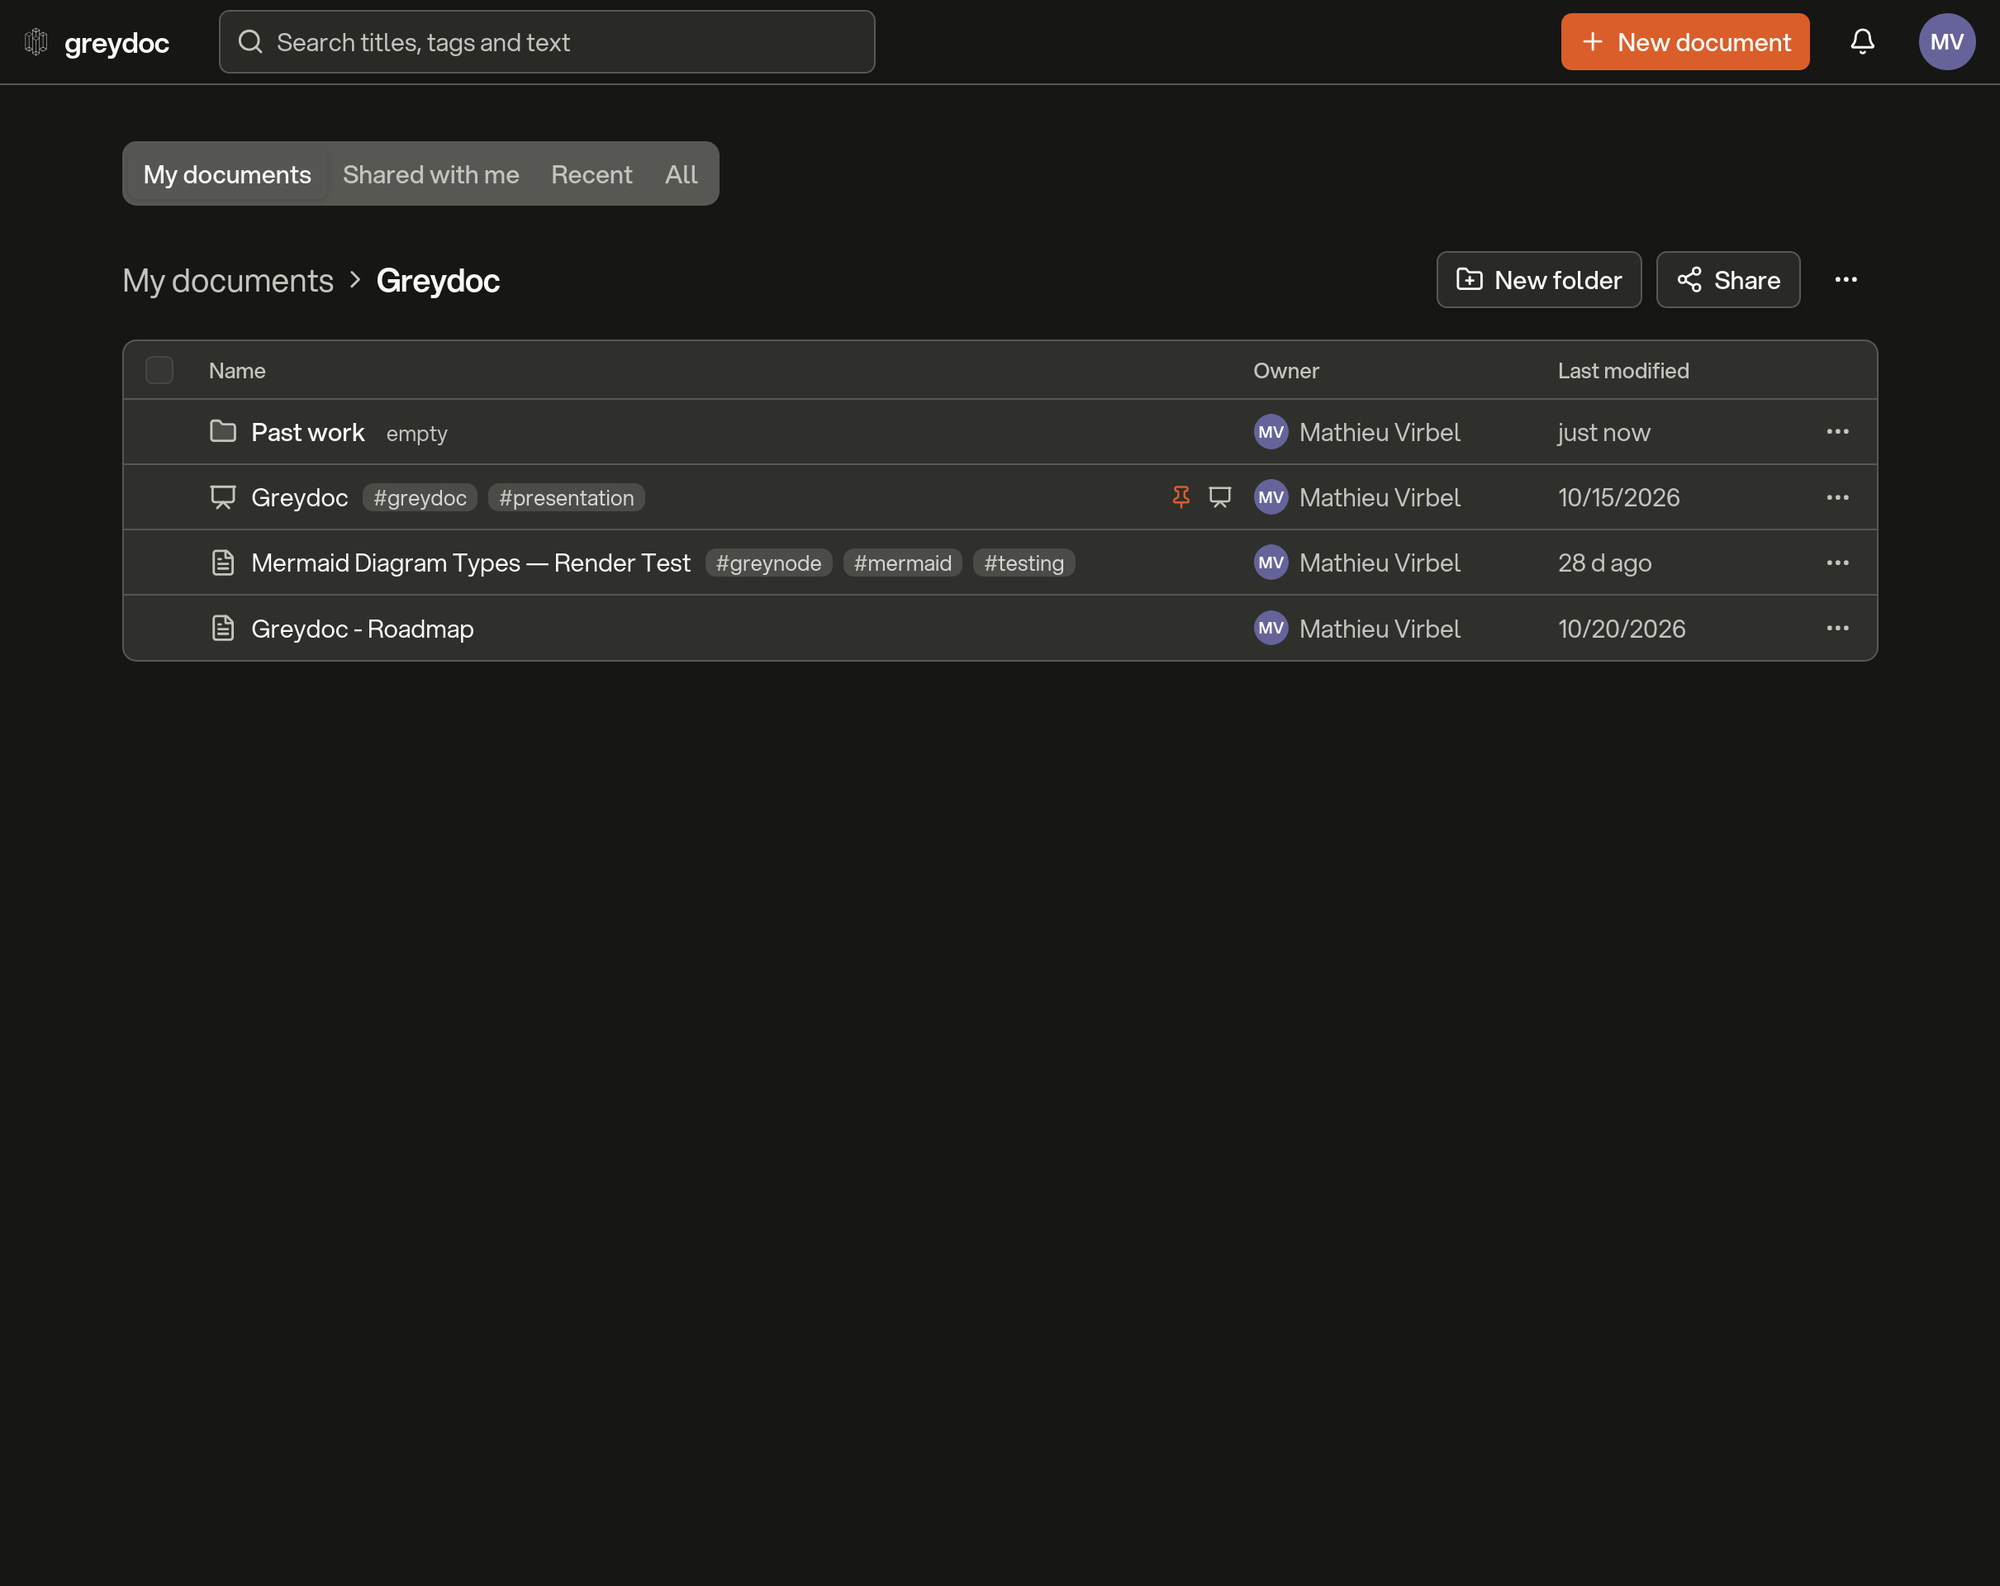 greydoc
Search titles, tags and text
+ New document
MV
My documents Shared with me Recent All
My documents > Greydoc
New folder Share ...
Name Owner Last modified
Past work empty MV Mathieu Virbel just now ...
Greydoc #greydoc #presentation MV Mathieu Virbel 10/15/2026 ...
Mermaid Diagram Types — Render Test #greynode #mermaid #testing MV Mathieu Virbel 28 d ago ...
Greydoc - Roadmap MV Mathieu Virbel 10/20/2026 ...